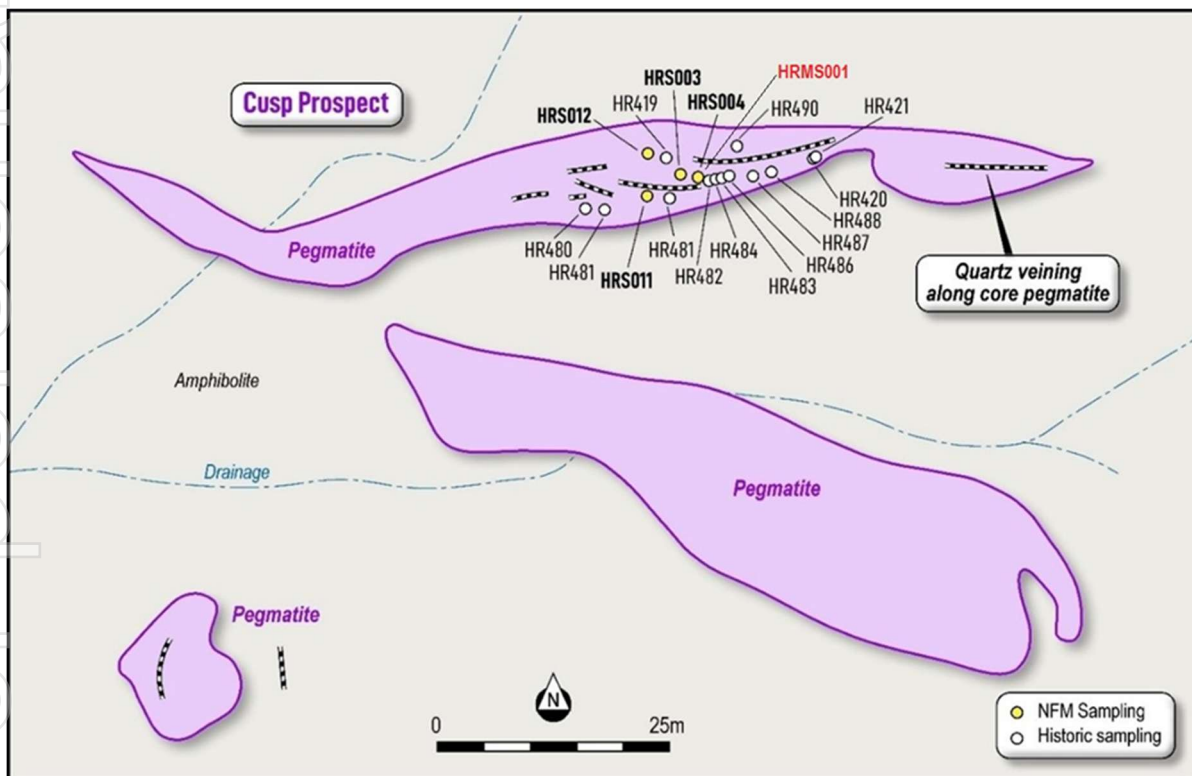 Cusp Prospect
HRS003
HRMS001
HR419
HRS004
HR490
HR421
HRS012
HR420
HR488
HR487
HR486
HR483
HR480
HR481
HRS011
HR481
HR482
HR484
Pegmatite
Quartz veining
along core pegmatite
Amphibolite
Drainage
Pegmatite
Pegmatite
N
0 25m
NFM Sampling
Historic sampling